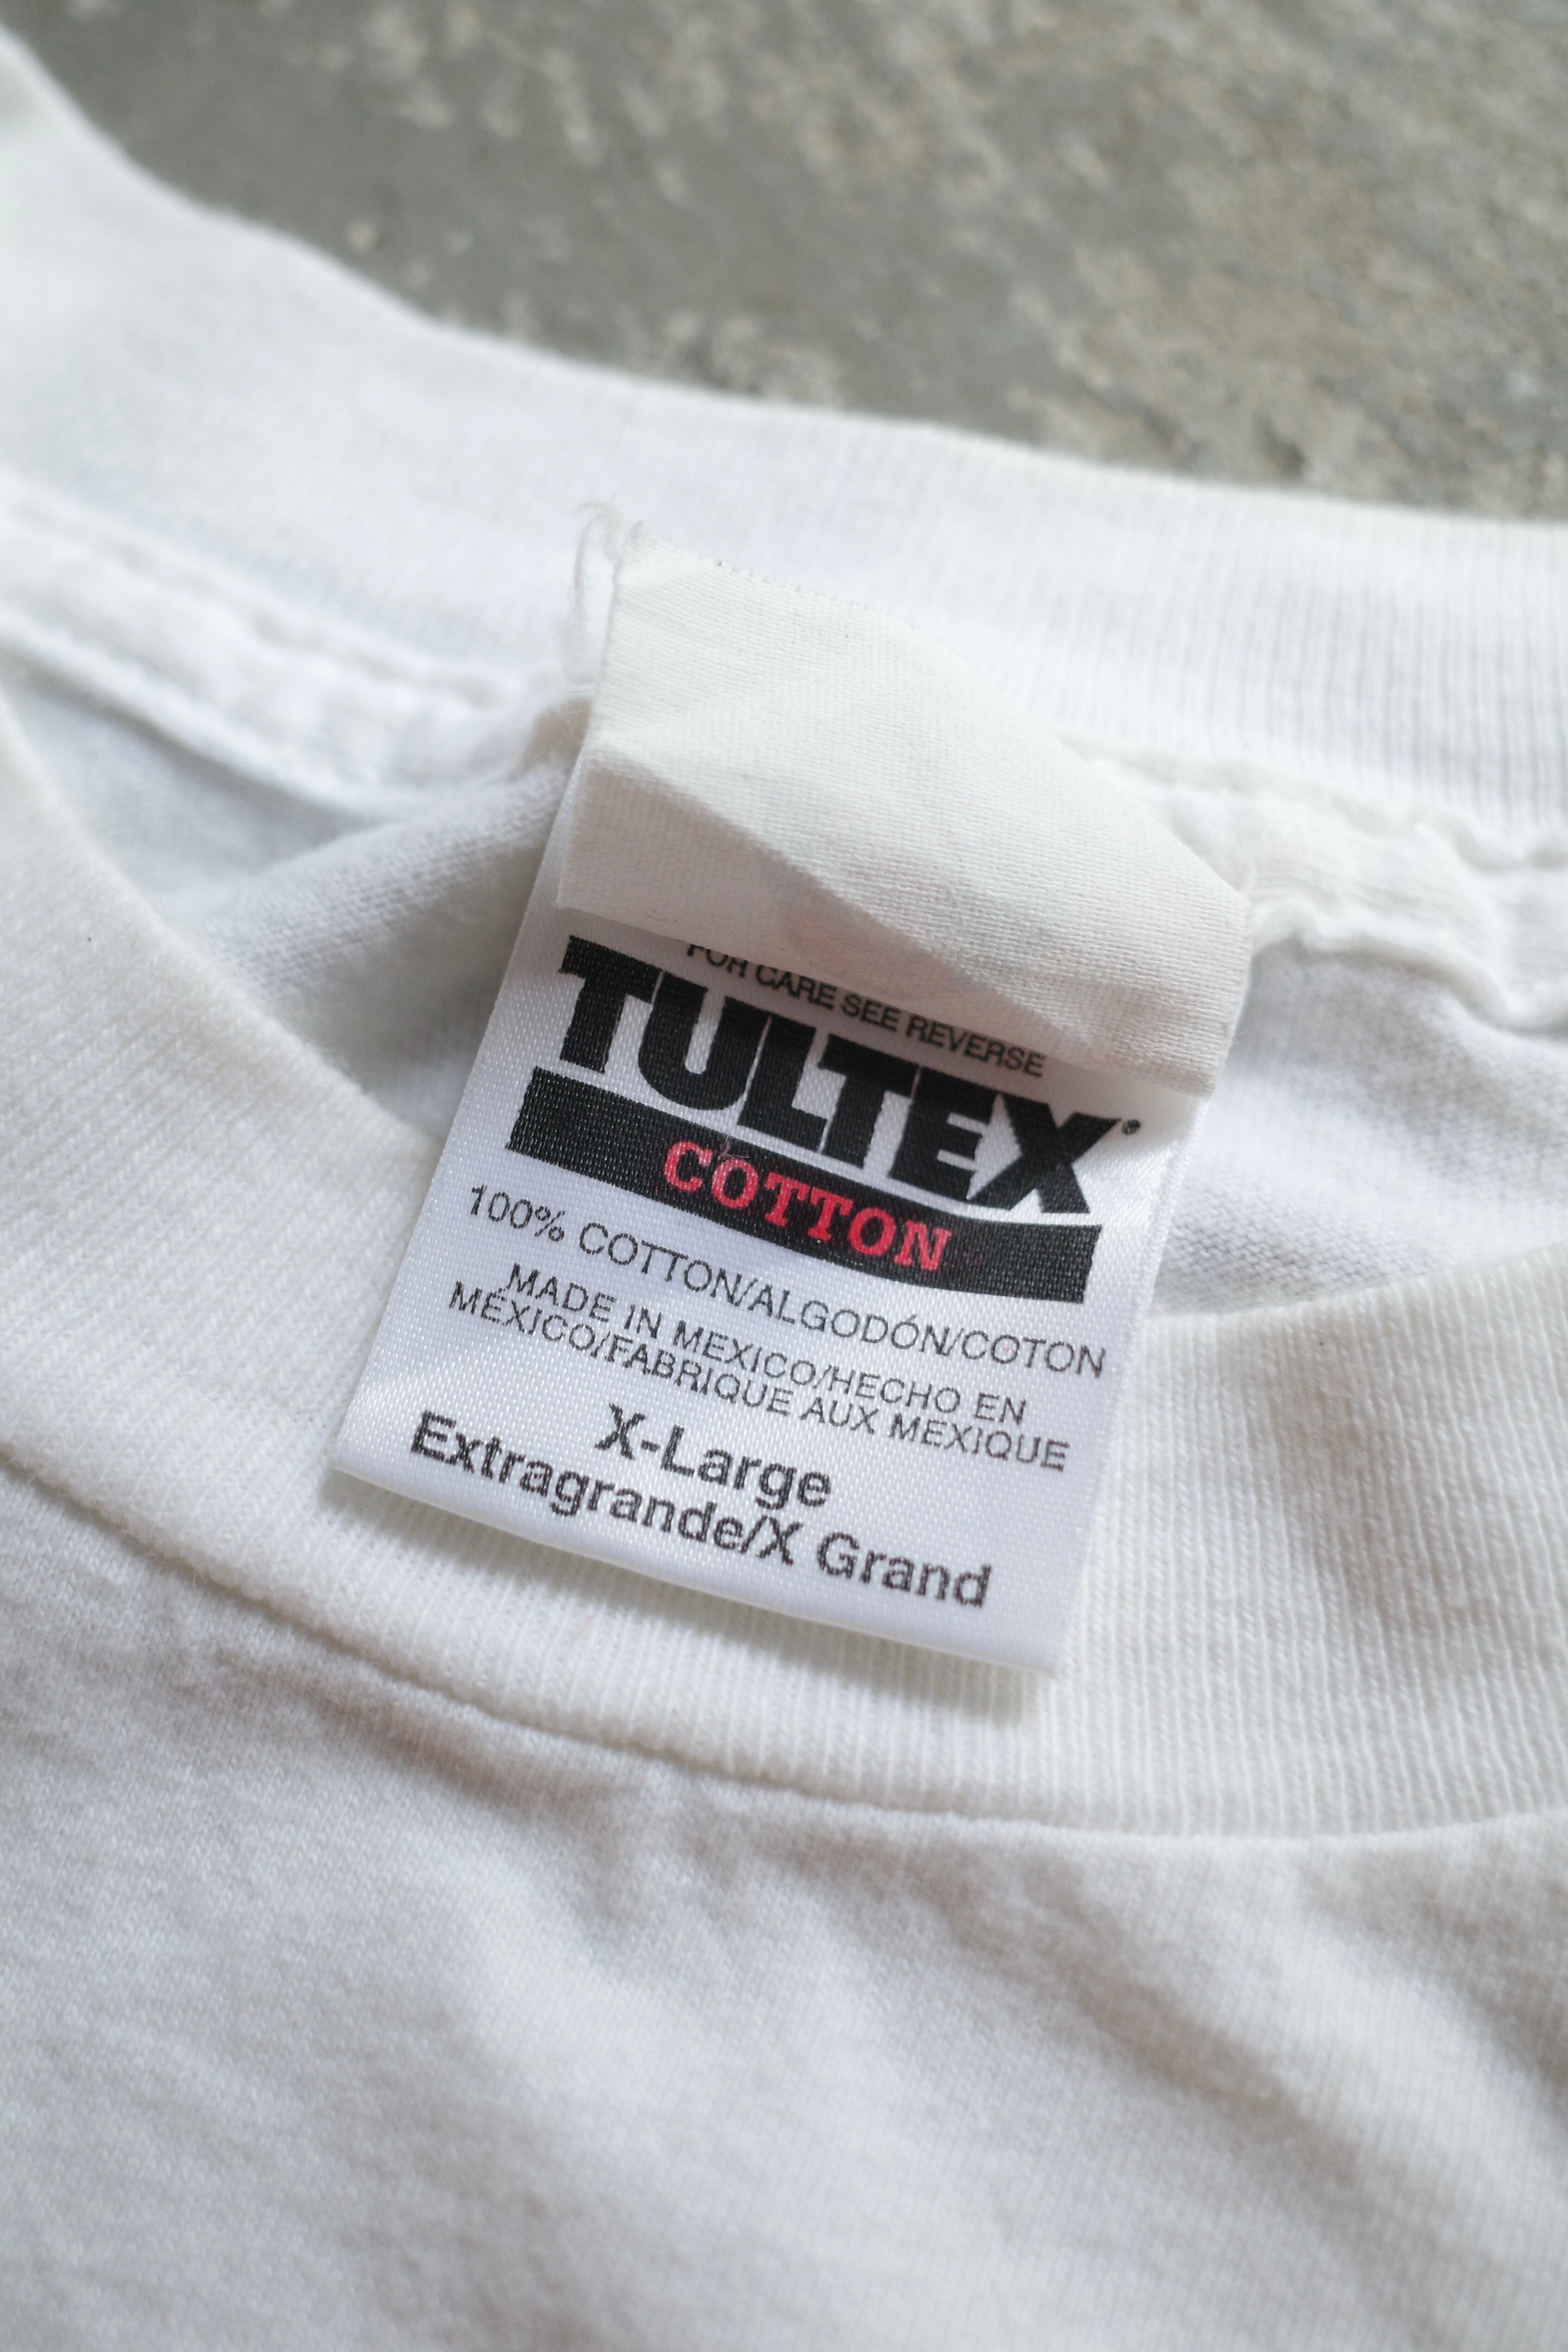 FOR CARE SEE REVERSE
TULTEX®
COTTON
100% COTTON/ALGODÓN/COTON
MADE IN MEXICO/HECHO EN
MÉXICO/FABRIQUE AUX MEXIQUE
X-Large
Extragrande/X Grand